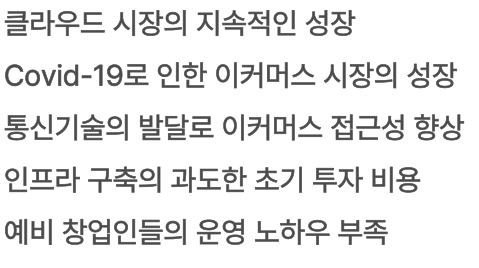 클라우드 시장의 지속적인 성장
Covid-19로 인한 이커머스 시장의 성장
통신기술의 발달로 이커머스 접근성 향상
인프라 구축의 과도한 초기 투자 비용
예비 창업인들의 운영 노하우 부족